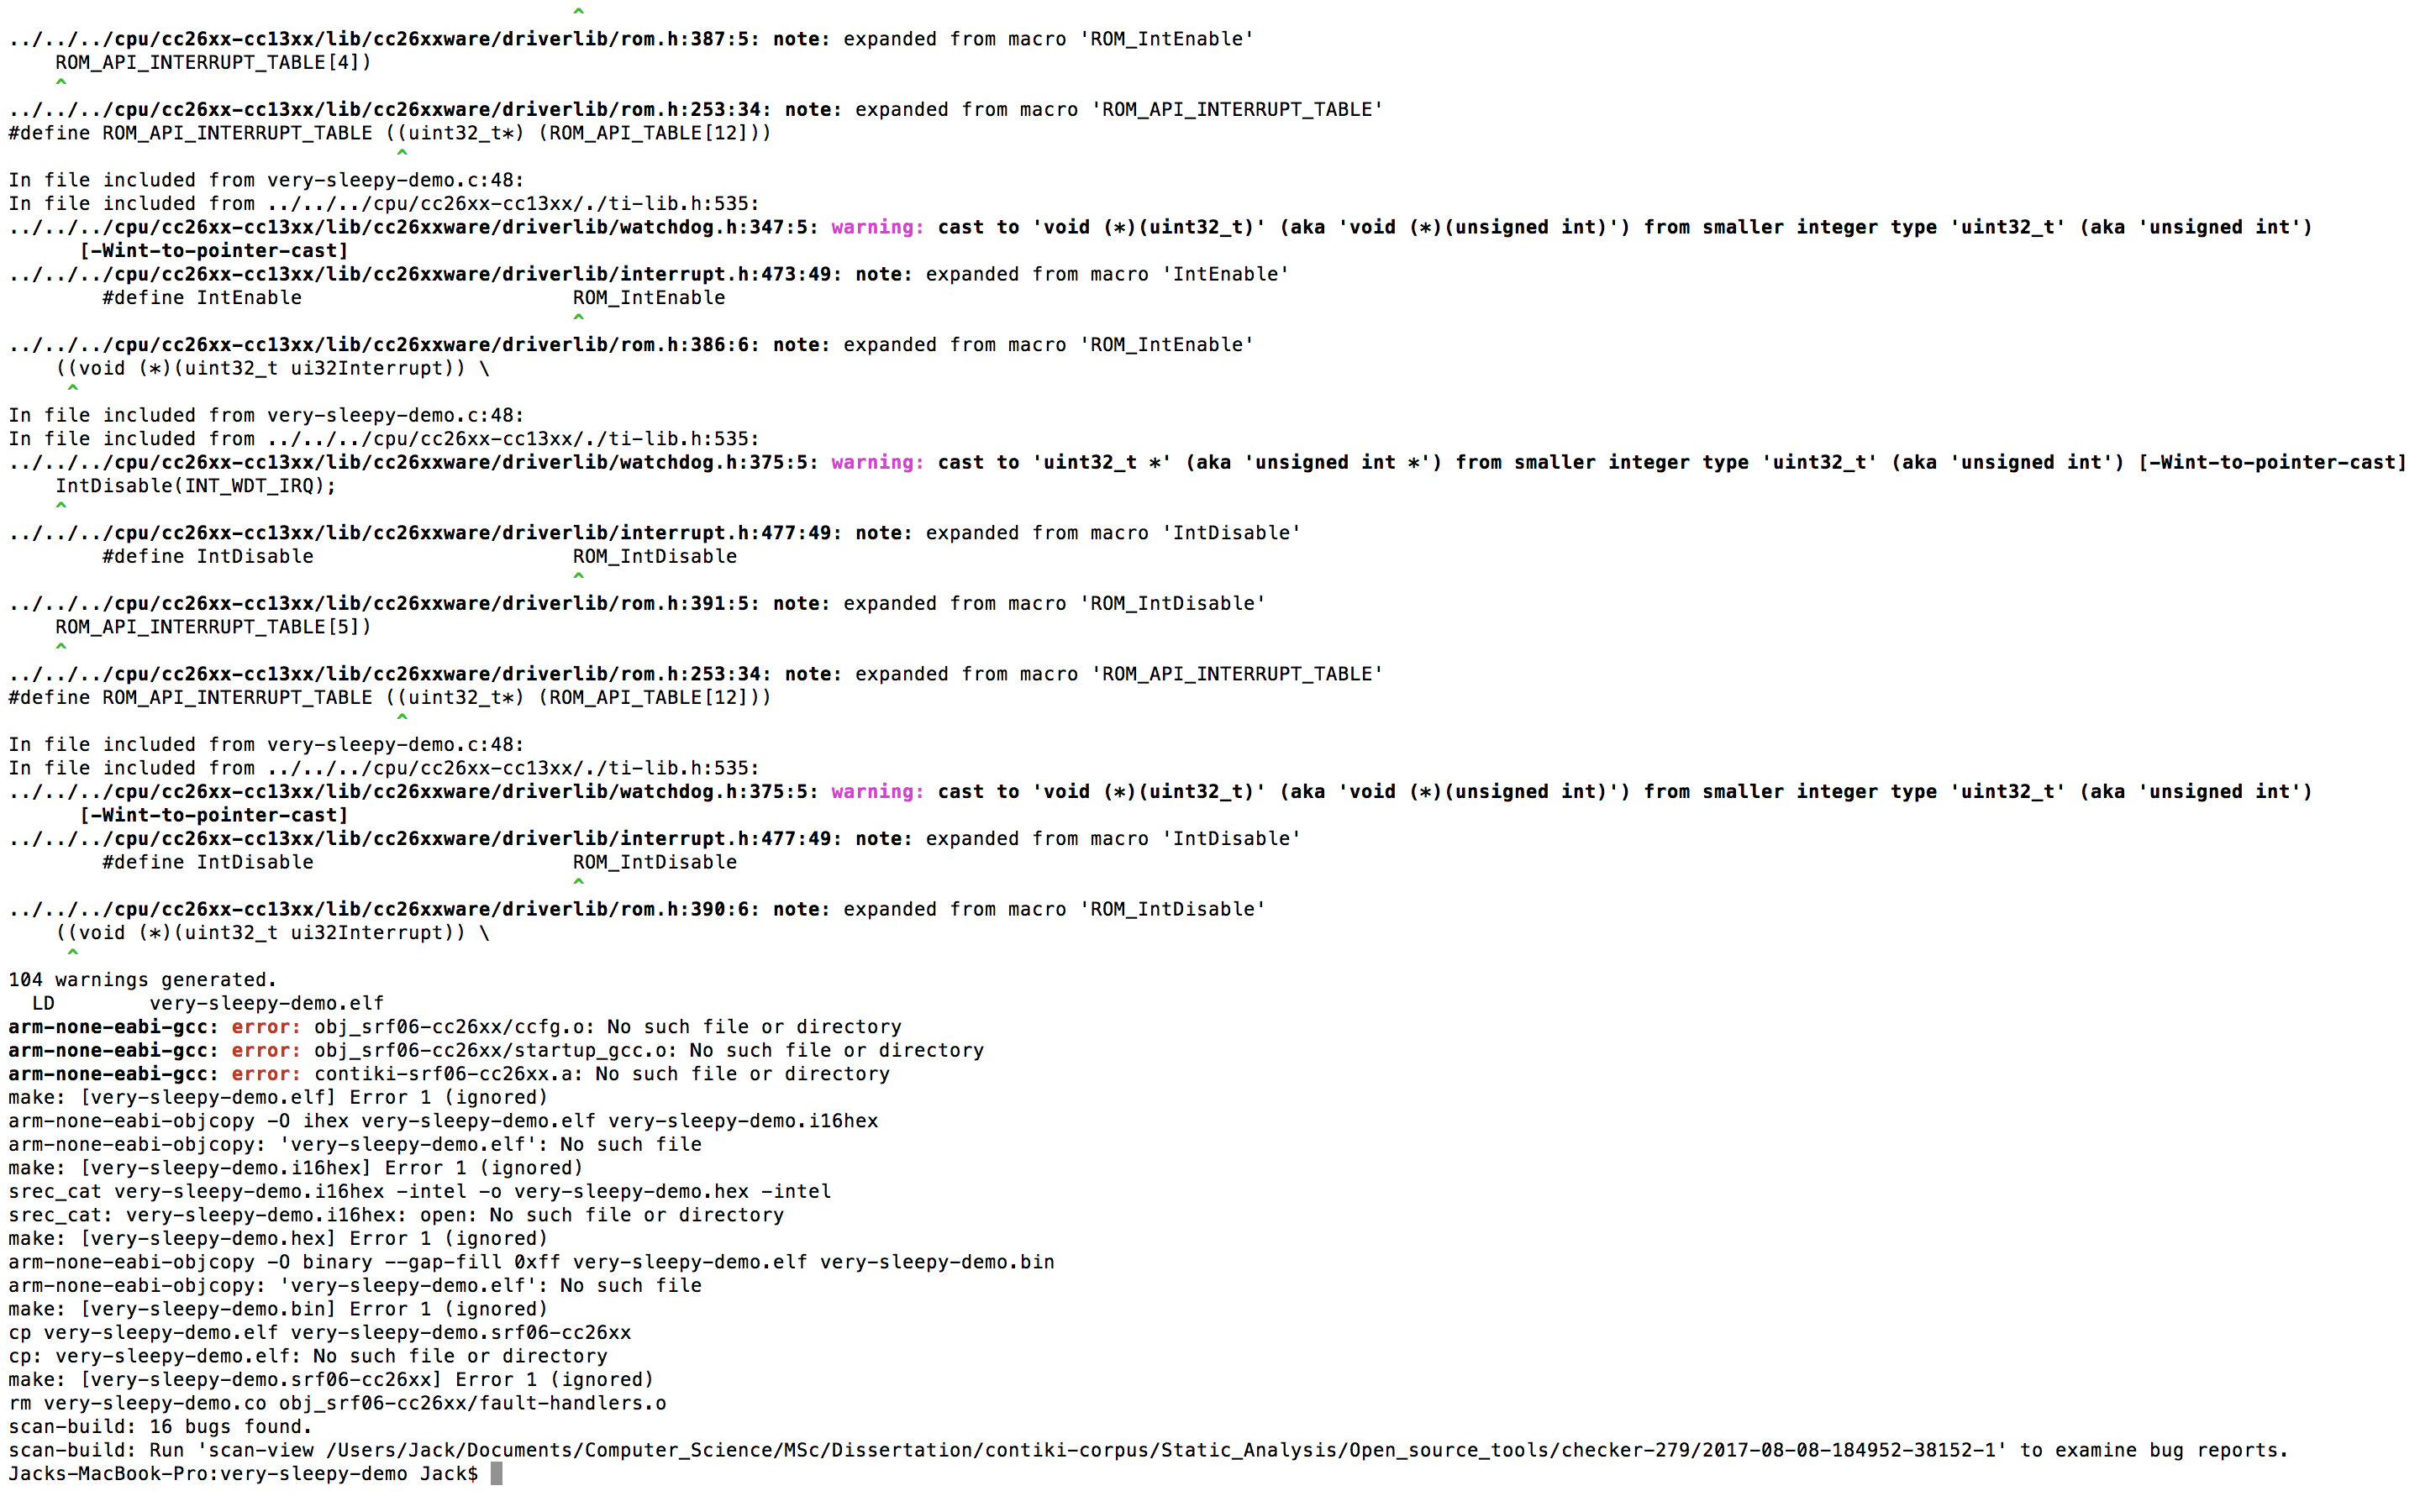 ^
../../../cpu/cc26xx-cc13xx/lib/cc26xxware/driverlib/rom.h:387:5: note: expanded from macro 'ROM_IntEnable'
    ROM_API_INTERRUPT_TABLE[4])
    ^
../../../cpu/cc26xx-cc13xx/lib/cc26xxware/driverlib/rom.h:253:34: note: expanded from macro 'ROM_API_INTERRUPT_TABLE'
#define ROM_API_INTERRUPT_TABLE ((uint32_t*) (ROM_API_TABLE[12]))
                                 ^
In file included from very-sleepy-demo.c:48:
In file included from ../../../cpu/cc26xx-cc13xx/./ti-lib.h:535:
../../../cpu/cc26xx-cc13xx/lib/cc26xxware/driverlib/watchdog.h:347:5: warning: cast to 'void (*)(uint32_t)' (aka 'void (*)(unsigned int)') from smaller integer type 'uint32_t' (aka 'unsigned int')
      [-Wint-to-pointer-cast]
../../../cpu/cc26xx-cc13xx/lib/cc26xxware/driverlib/interrupt.h:473:49: note: expanded from macro 'IntEnable'
        #define IntEnable                       ROM_IntEnable
                                                ^
../../../cpu/cc26xx-cc13xx/lib/cc26xxware/driverlib/rom.h:386:6: note: expanded from macro 'ROM_IntEnable'
    ((void (*)(uint32_t ui32Interrupt)) \
     ^
In file included from very-sleepy-demo.c:48:
In file included from ../../../cpu/cc26xx-cc13xx/./ti-lib.h:535:
../../../cpu/cc26xx-cc13xx/lib/cc26xxware/driverlib/watchdog.h:375:5: warning: cast to 'uint32_t *' (aka 'unsigned int *') from smaller integer type 'uint32_t' (aka 'unsigned int') [-Wint-to-pointer-cast]
    IntDisable(INT_WDT_IRQ);
    ^
../../../cpu/cc26xx-cc13xx/lib/cc26xxware/driverlib/interrupt.h:477:49: note: expanded from macro 'IntDisable'
        #define IntDisable                      ROM_IntDisable
                                                ^
../../../cpu/cc26xx-cc13xx/lib/cc26xxware/driverlib/rom.h:391:5: note: expanded from macro 'ROM_IntDisable'
    ROM_API_INTERRUPT_TABLE[5])
    ^
../../../cpu/cc26xx-cc13xx/lib/cc26xxware/driverlib/rom.h:253:34: note: expanded from macro 'ROM_API_INTERRUPT_TABLE'
#define ROM_API_INTERRUPT_TABLE ((uint32_t*) (ROM_API_TABLE[12]))
                                 ^
In file included from very-sleepy-demo.c:48:
In file included from ../../../cpu/cc26xx-cc13xx/./ti-lib.h:535:
../../../cpu/cc26xx-cc13xx/lib/cc26xxware/driverlib/watchdog.h:375:5: warning: cast to 'void (*)(uint32_t)' (aka 'void (*)(unsigned int)') from smaller integer type 'uint32_t' (aka 'unsigned int')
      [-Wint-to-pointer-cast]
../../../cpu/cc26xx-cc13xx/lib/cc26xxware/driverlib/interrupt.h:477:49: note: expanded from macro 'IntDisable'
        #define IntDisable                      ROM_IntDisable
                                                ^
../../../cpu/cc26xx-cc13xx/lib/cc26xxware/driverlib/rom.h:390:6: note: expanded from macro 'ROM_IntDisable'
    ((void (*)(uint32_t ui32Interrupt)) \
     ^
104 warnings generated.
  LD        very-sleepy-demo.elf
arm-none-eabi-gcc: error: obj_srf06-cc26xx/ccfg.o: No such file or directory
arm-none-eabi-gcc: error: obj_srf06-cc26xx/startup_gcc.o: No such file or directory
arm-none-eabi-gcc: error: contiki-srf06-cc26xx.a: No such file or directory
make: [very-sleepy-demo.elf] Error 1 (ignored)
arm-none-eabi-objcopy -O ihex very-sleepy-demo.elf very-sleepy-demo.i16hex
arm-none-eabi-objcopy: 'very-sleepy-demo.elf': No such file
make: [very-sleepy-demo.i16hex] Error 1 (ignored)
srec_cat very-sleepy-demo.i16hex -intel -o very-sleepy-demo.hex -intel
srec_cat: very-sleepy-demo.i16hex: open: No such file or directory
make: [very-sleepy-demo.hex] Error 1 (ignored)
arm-none-eabi-objcopy -O binary --gap-fill 0xff very-sleepy-demo.elf very-sleepy-demo.bin
arm-none-eabi-objcopy: 'very-sleepy-demo.elf': No such file
make: [very-sleepy-demo.bin] Error 1 (ignored)
cp very-sleepy-demo.elf very-sleepy-demo.srf06-cc26xx
cp: very-sleepy-demo.elf: No such file or directory
make: [very-sleepy-demo.srf06-cc26xx] Error 1 (ignored)
rm very-sleepy-demo.co obj_srf06-cc26xx/fault-handlers.o
scan-build: 16 bugs found.
scan-build: Run 'scan-view /Users/Jack/Documents/Computer_Science/MSc/Dissertation/contiki-corpus/Static_Analysis/Open_source_tools/checker-279/2017-08-08-184952-38152-1' to examine bug reports.
Jacks-MacBook-Pro:very-sleepy-demo Jack$